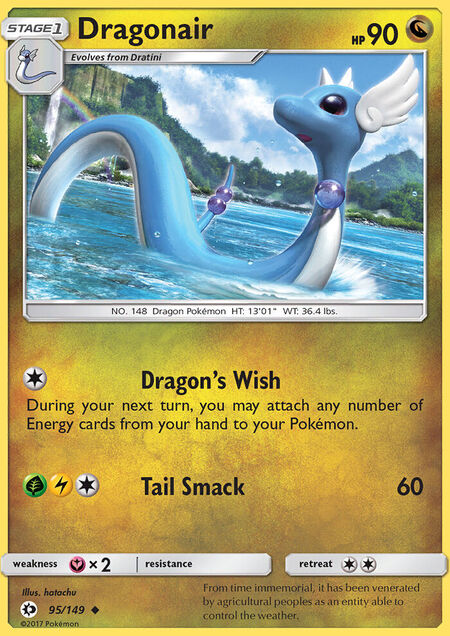 STAGE 1
Dragonair
HP 90
Evolves from Dratini
NO. 148 Dragon Pokémon HT: 13'01" WT: 36.4 lbs.
Dragon's Wish
During your next turn, you may attach any number of
Energy cards from your hand to your Pokémon.
Tail Smack 60
weakness × 2 resistance retreat
Illus. hatachu
95/149
©2017 Pokémon
From time immemorial, it has been venerated
by agricultural peoples as an entity able to
control the weather.